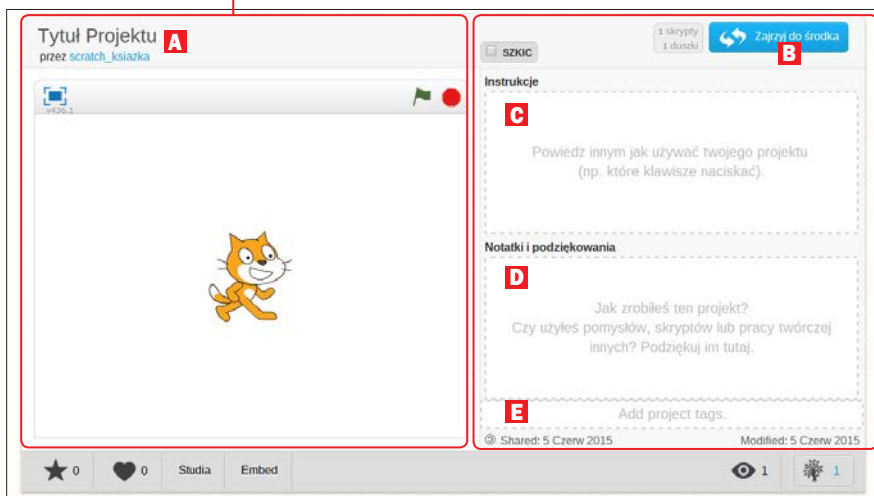 Tytuł Projektu A
przez scratch_ksiazka
v426.1
SZKIC
1 skrypty
1 duszki
Zajrzyj do środka
B
Instrukcje
C
Powiedz innym jak używać twojego projektu
(np. które klawisze naciskać).
Notatki i podziękowania
D
Jak zrobiłeś ten projekt?
Czy użyłeś pomysłów, skryptów lub pracy twórczej
innych? Podziękuj im tutaj.
E
Add project tags.
Shared: 5 Czerw 2015 Modified: 5 Czerw 2015
0 0 Studia Embed 1 1